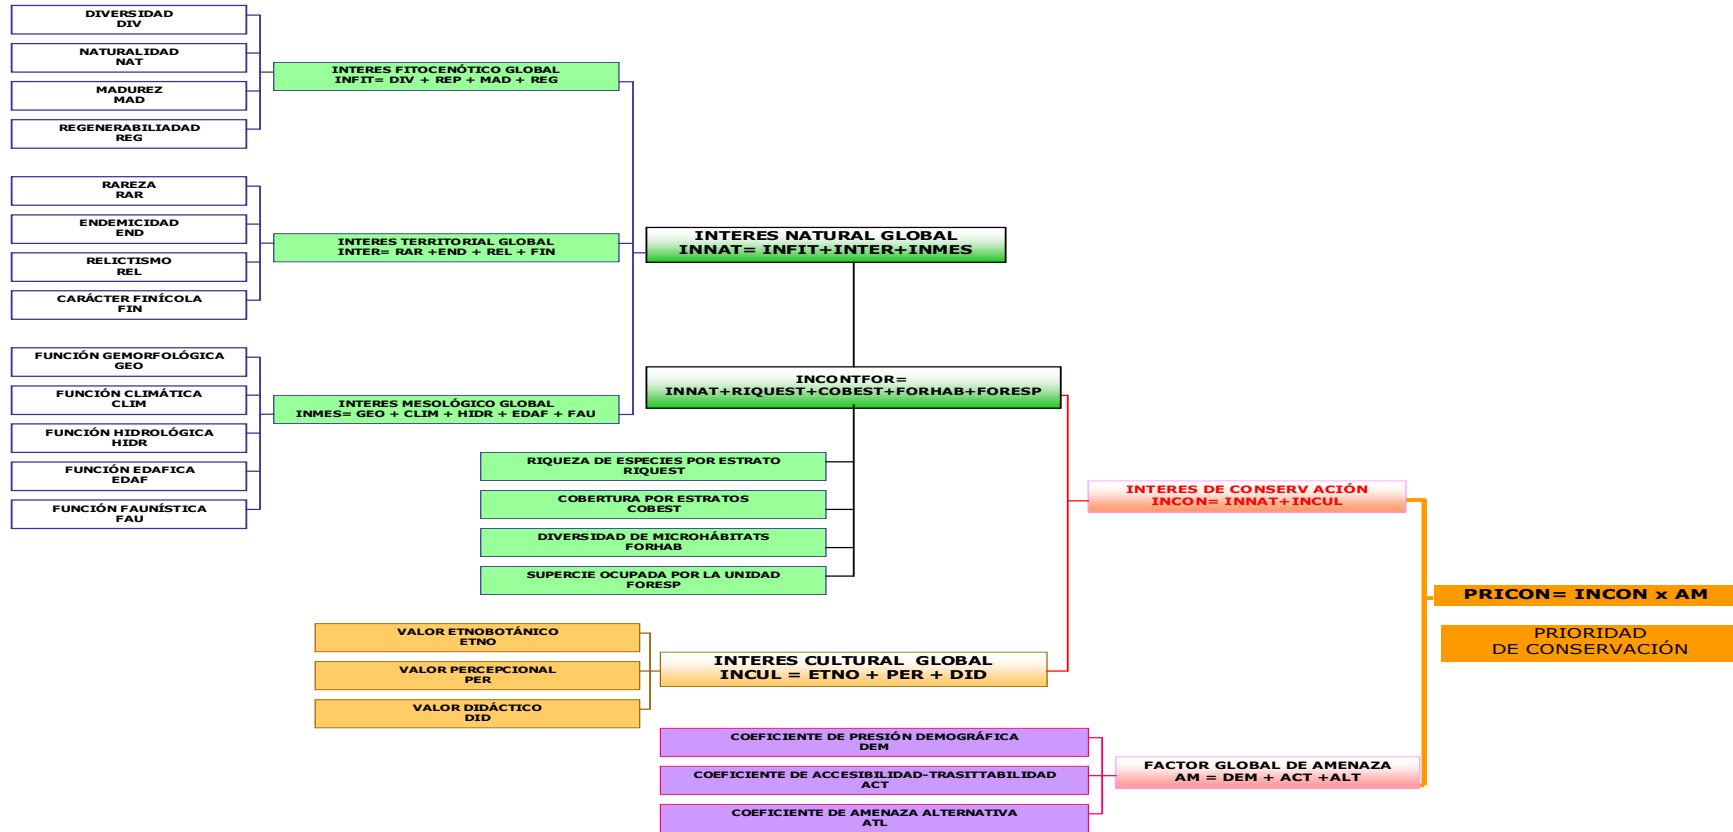 DIVERSIDAD
DIV
NATURALIDAD
NAT
MADUREZ
MAD
REGENERABILIADAD
REG
INTERES FITOCENÓTICO GLOBAL
INFIT= DIV + REP + MAD + REG
RAREZA
RAR
ENDEMICIDAD
END
RELICTISMO
REL
CARÁCTER FINÍCOLA
FIN
INTERES TERRITORIAL GLOBAL
INTER= RAR +END + REL + FIN
INTERES NATURAL GLOBAL
INNAT= INFIT+INTER+INMES
FUNCIÓN GEMORFOLÓGICA
GEO
FUNCIÓN CLIMÁTICA
CLIM
FUNCIÓN HIDROLÓGICA
HIDR
FUNCIÓN EDAFICA
EDAF
FUNCIÓN FAUNÍSTICA
FAU
INTERES MESOLÓGICO GLOBAL
INMES= GEO + CLIM + HIDR + EDAF + FAU
INCONTFOR=
INNAT+RIQUEST+COBEST+FORHAB+FORESP
RIQUEZA DE ESPECIES POR ESTRATO
RIQUEST
COBERTURA POR ESTRATOS
COBEST
DIVERSIDAD DE MICROHÁBITATS
FORHAB
SUPERCIE OCUPADA POR LA UNIDAD
FORESP
INTERES DE CONSERV ACIÓN
INCON= INNAT+INCUL
PRICON= INCON x AM
PRIORIDAD
DE CONSERVACIÓN
VALOR ETNOBOTÁNICO
ETNO
VALOR PERCEPCIONAL
PER
VALOR DIDÁCTICO
DID
INTERES CULTURAL GLOBAL
INCUL = ETNO + PER + DID
COEFICIENTE DE PRESIÓN DEMOGRÁFICA
DEM
COEFICIENTE DE ACCESIBILIDAD-TRASITTABILIDAD
ACT
COEFICIENTE DE AMENAZA ALTERNATIVA
ATL
FACTOR GLOBAL DE AMENAZA
AM = DEM + ACT +ALT